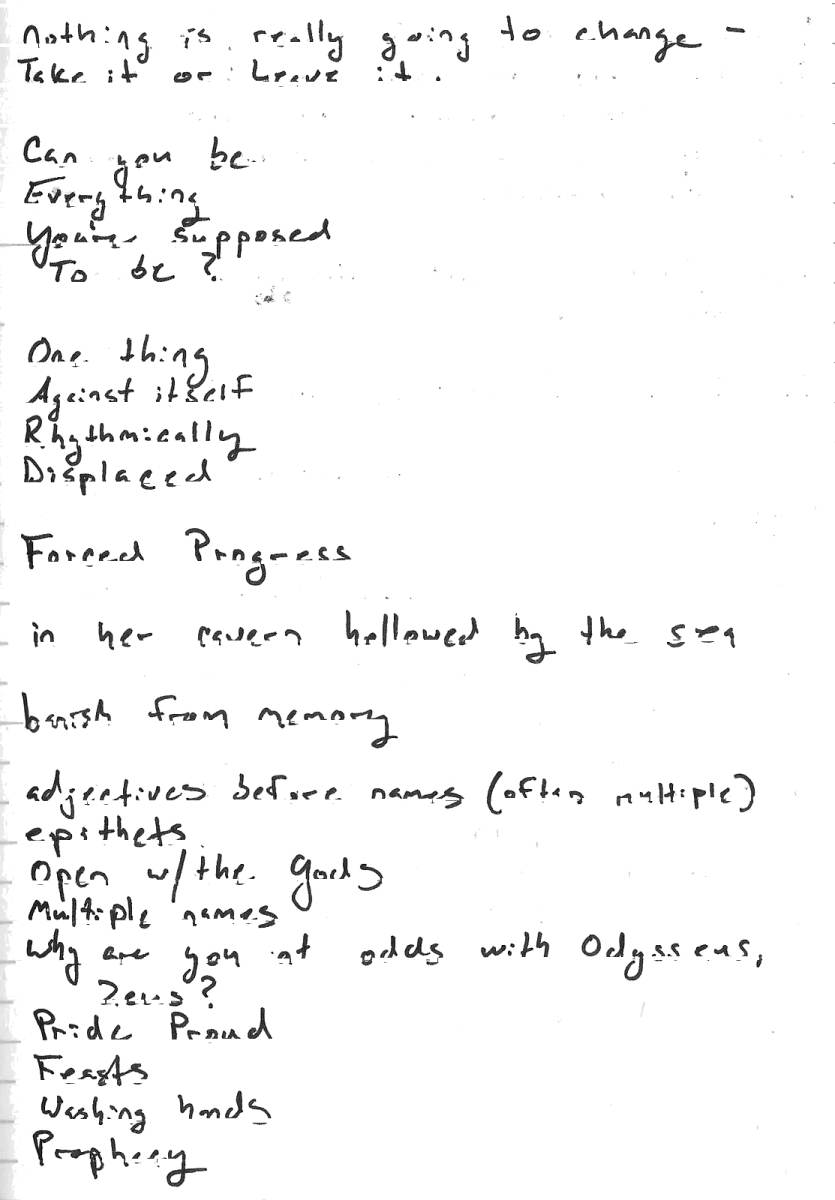 Nothing is really going to change –
Take it or leave it.
Can you be
Everything
You're supposed
To be?
One thing
Against itself
Rhythmically
Displaced
Forced Progress
in her cavern hollowed by the sea
banish from memory
adjectives before names (often multiple)
epithets
Open w/ the gods
Multiple names
Why are you at odds with Odysseus,
Zeus?
Pride Proud
Feasts
Washing hands
Prophecy